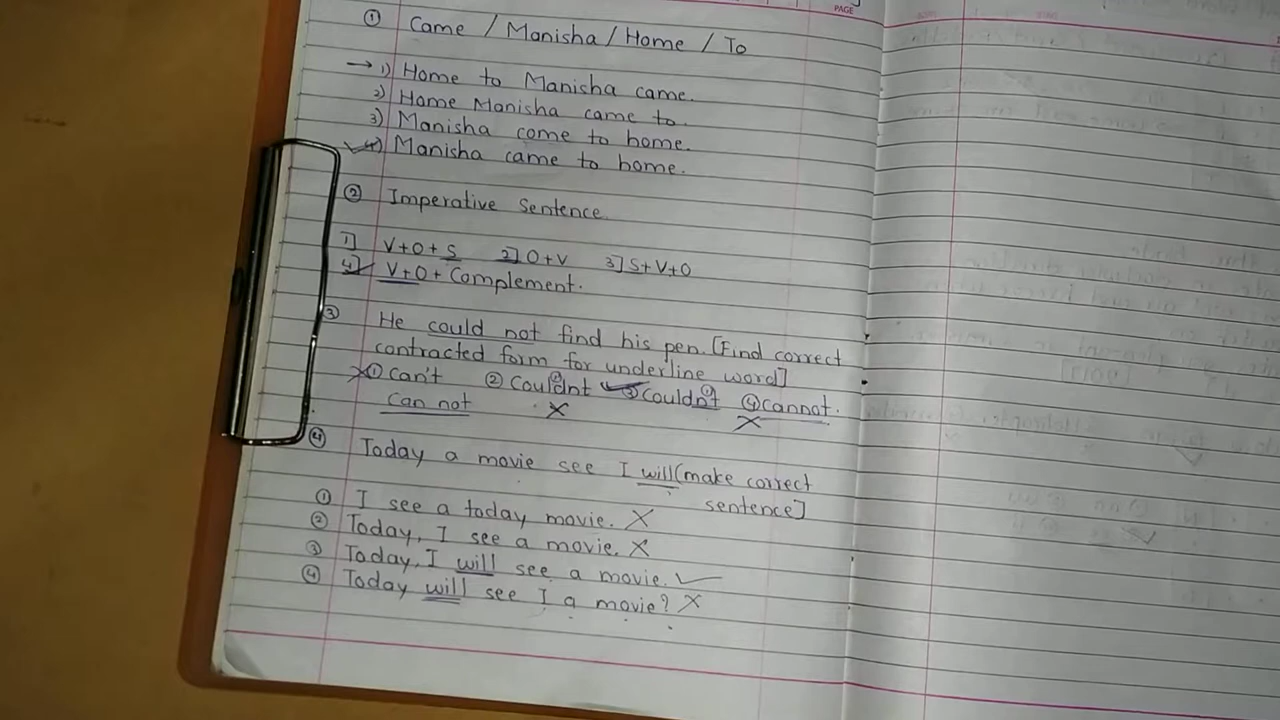 PAGE
① Came / Manisha / Home / To
→ 1) Home to Manisha came.
2) Home Manisha came to.
3) Manisha come to home.
4) Manisha came to home.
② Imperative Sentence
1] V+O+S 2] O+V 3] S+V+O
4] V+O+Complement.
③ He could not find his pen. [Find correct
contracted form for underline word]
① Can't ② Could'nt ③ Couldn't ④ Cannot.
Can not
④ Today a movie see I will (make correct
sentence]
① I see a today movie. X
② Today, I see a movie. X
③ Today, I will see a movie. ✓
④ Today will see I a movie? X